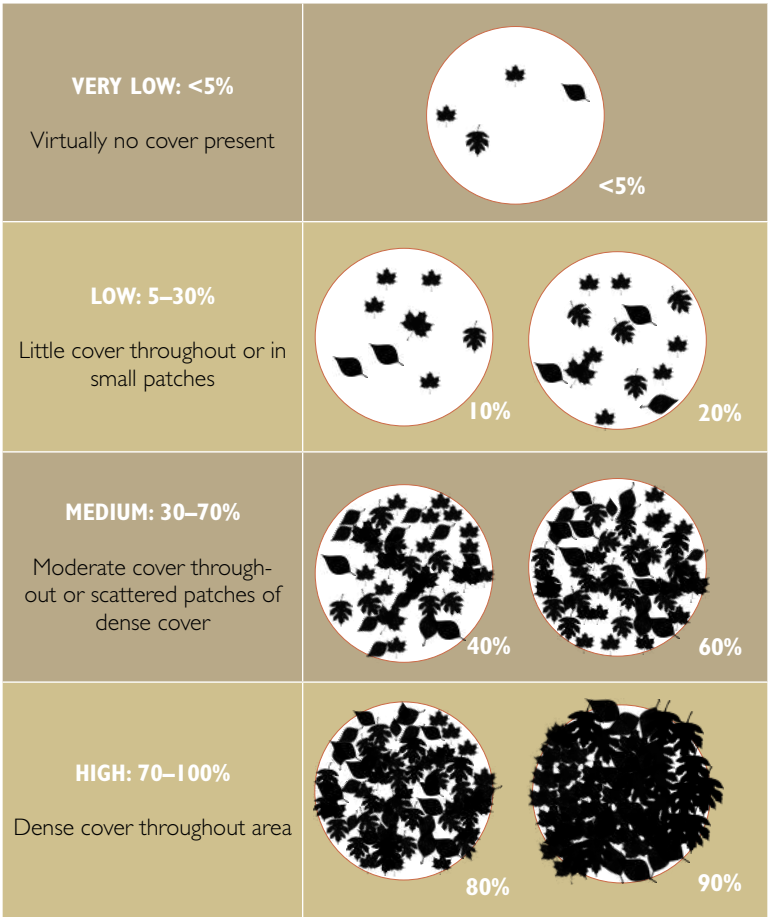 VERY LOW: <5%
Virtually no cover present
<5%
LOW: 5–30%
Little cover throughout or in
small patches
10%
20%
MEDIUM: 30–70%
Moderate cover through-
out or scattered patches of
dense cover
40%
60%
HIGH: 70–100%
Dense cover throughout area
80%
90%